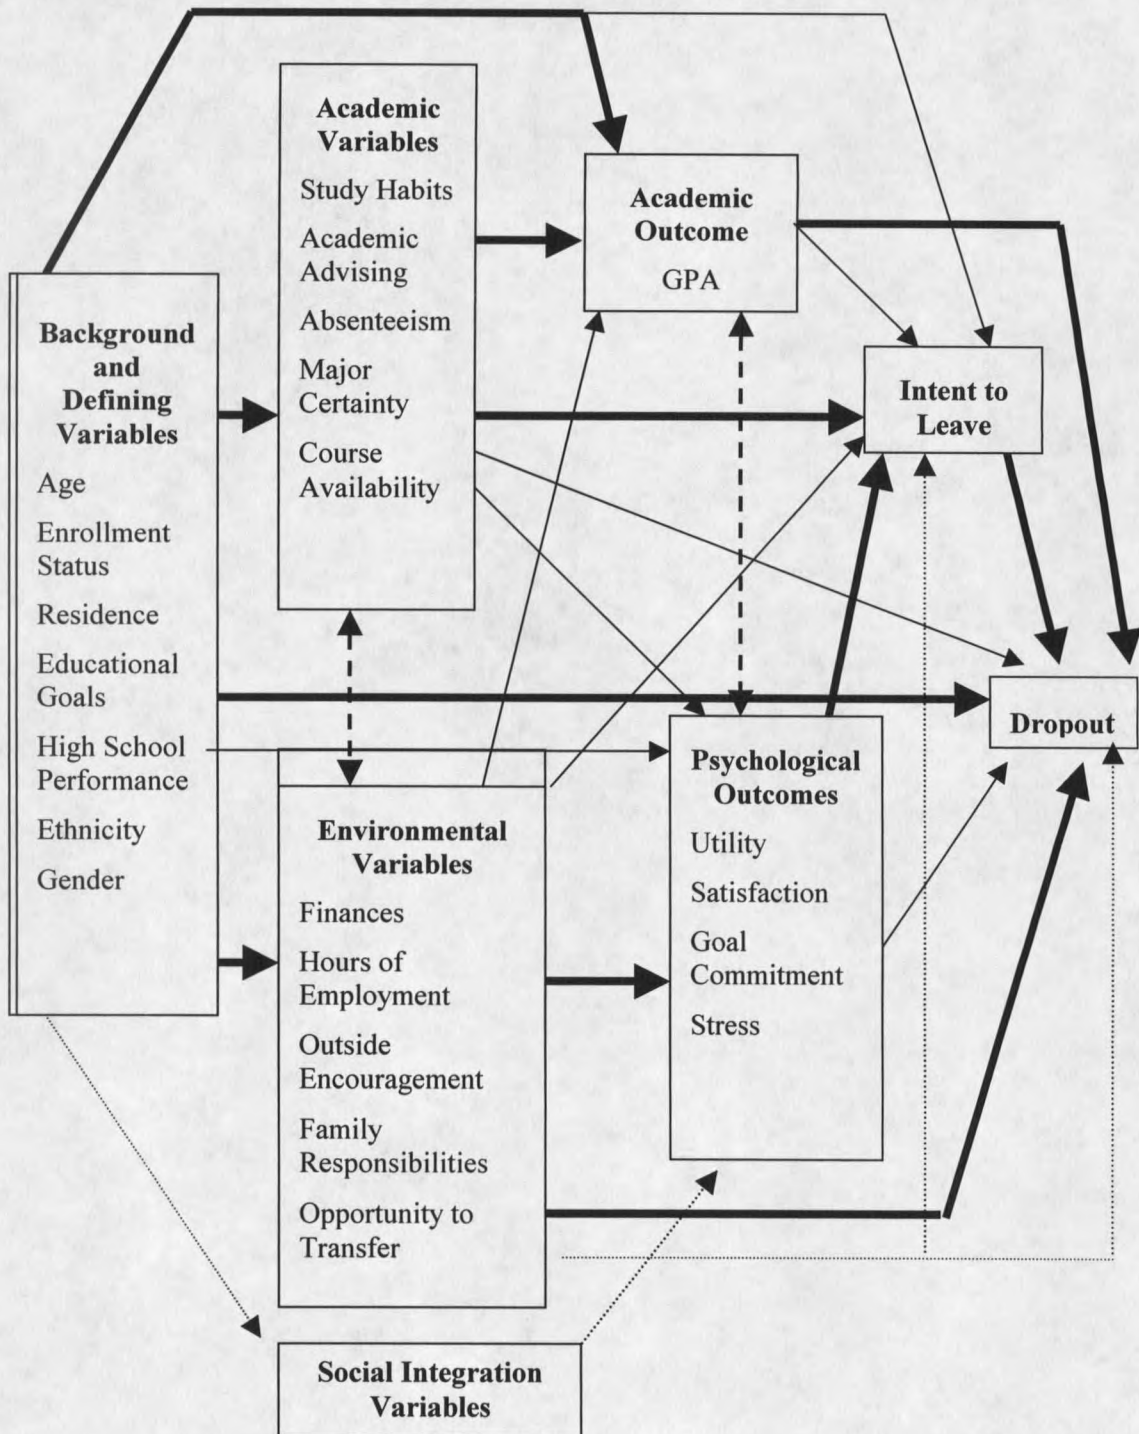 Academic
Variables
Study Habits
Academic
Advising
Absenteeism
Major
Certainty
Course
Availability
Academic
Outcome
GPA
Background
and
Defining
Variables
Age
Enrollment
Status
Residence
Educational
Goals
High School
Performance
Ethnicity
Gender
Intent to
Leave
Dropout
Psychological
Outcomes
Utility
Satisfaction
Goal
Commitment
Stress
Environmental
Variables
Finances
Hours of
Employment
Outside
Encouragement
Family
Responsibilities
Opportunity to
Transfer
Social Integration
Variables